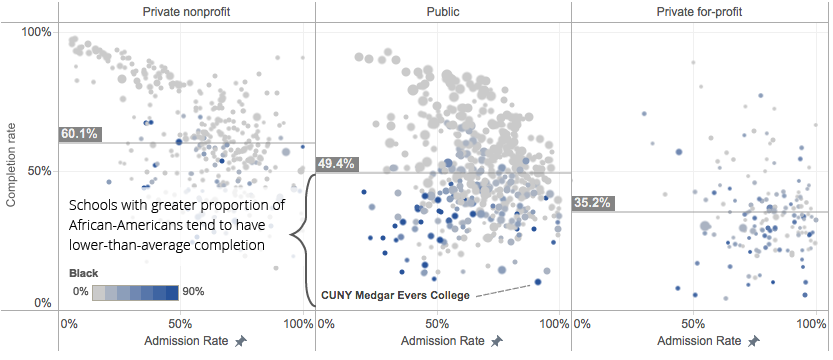 Private nonprofit
Public
Private for-profit
Completion rate
100%
50%
0%
60.1%
49.4%
35.2%
Schools with greater proportion of
African-Americans tend to have
lower-than-average completion
Black
0%
90%
CUNY Medgar Evers College
0%
50%
100%
0%
50%
100%
0%
50%
100%
Admission Rate
Admission Rate
Admission Rate